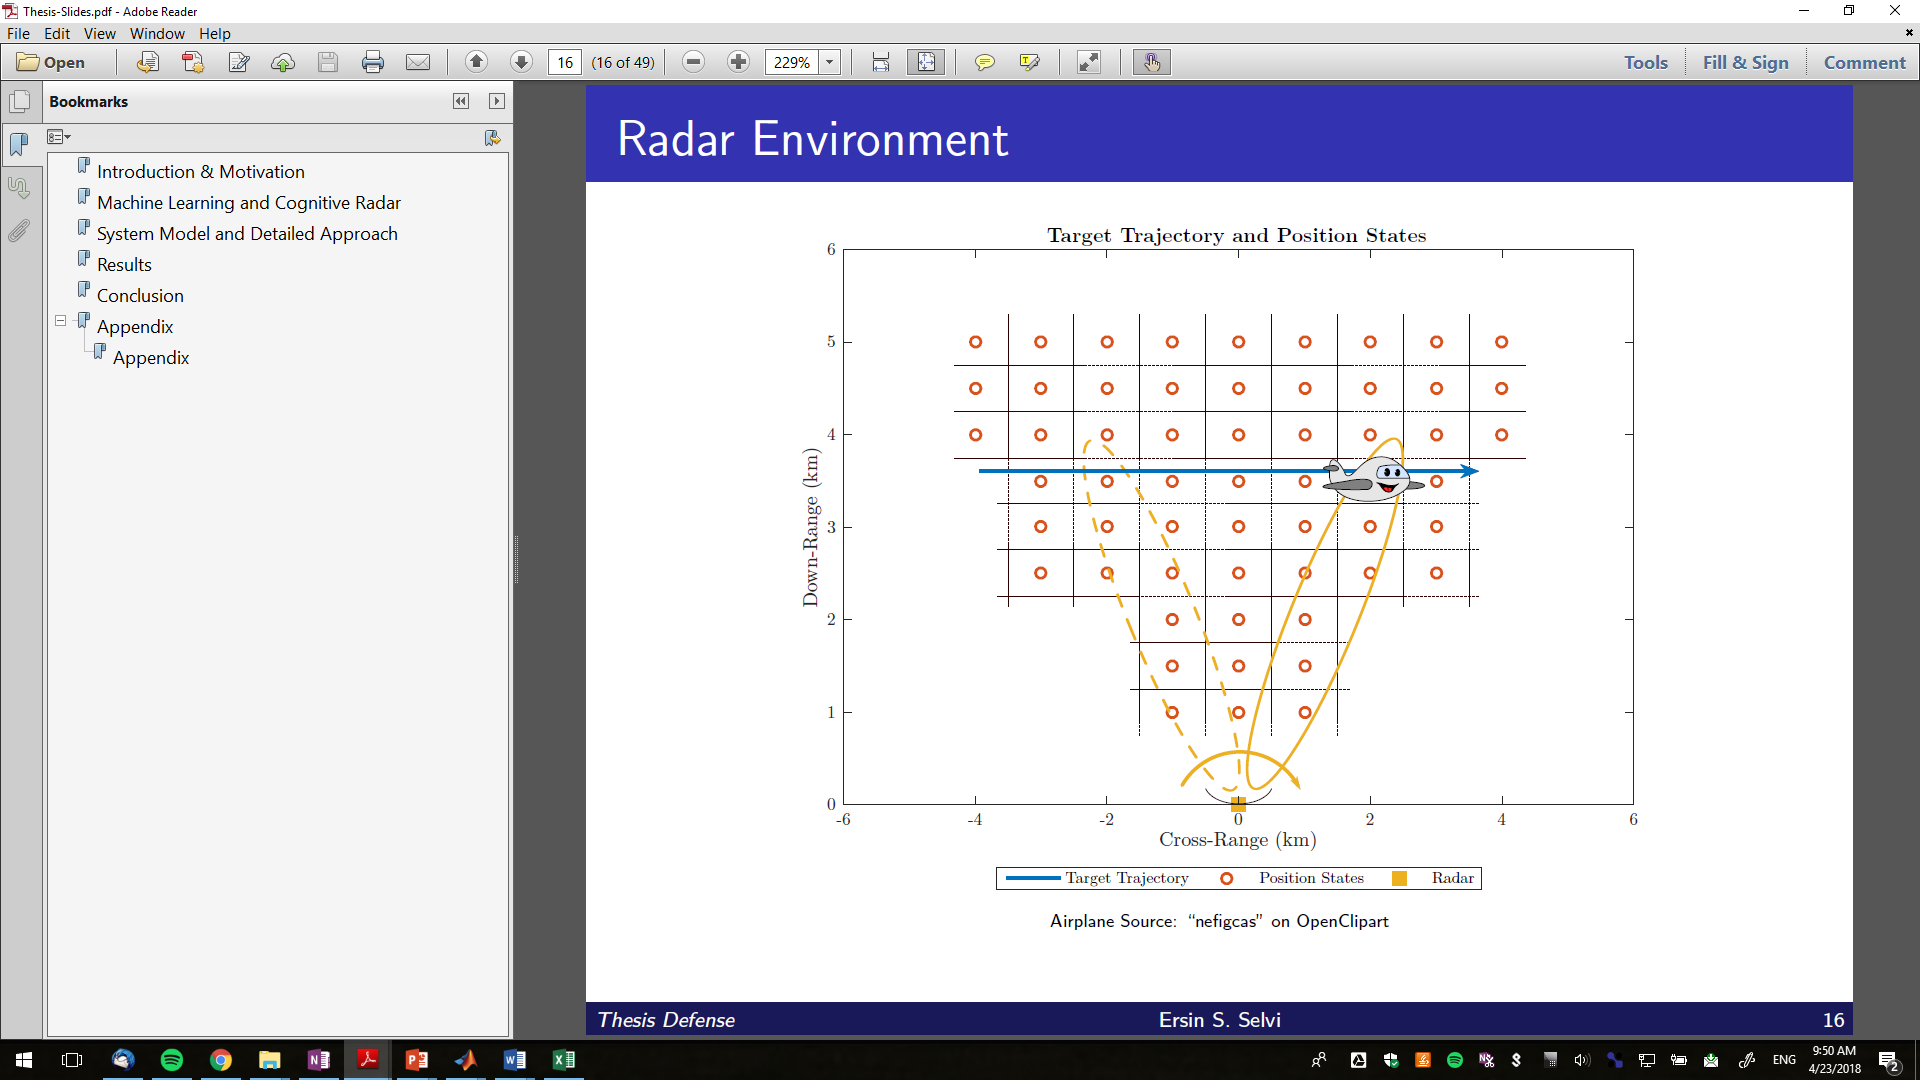 Thesis-Slides.pdf - Adobe Reader
File Edit View Window Help
Open 16 (16 of 49) 229% Tools Fill & Sign Comment
Bookmarks
Introduction & Motivation
Machine Learning and Cognitive Radar
System Model and Detailed Approach
Results
Conclusion
Appendix
Appendix
Radar Environment
Target Trajectory and Position States
6
5
4
3
2
1
0
Down-Range (km)
-6 -4 -2 0 2 4 6
Cross-Range (km)
Target Trajectory Position States Radar
Airplane Source: “nefigcas” on OpenClipart
Thesis Defense Ersin S. Selvi 16
ENG 9:50 AM
4/23/2018 2